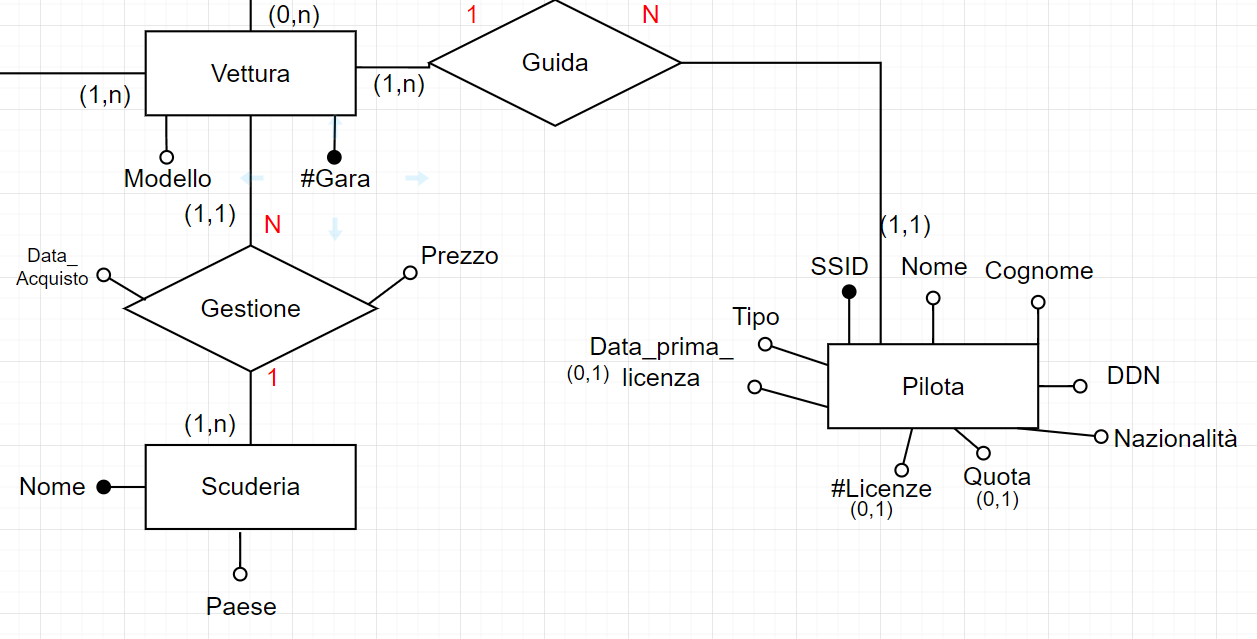 (0,n)
1
N
Vettura
Guida
(1,n)
(1,n)
Modello
#Gara
(1,1)
N
(1,1)
Data_
Acquisto
Prezzo
SSID
Nome
Cognome
Gestione
Tipo
Data_prima_
(0,1) licenza
1
Pilota
DDN
(1,n)
Nazionalità
Nome
Scuderia
#Licenze
(0,1)
Quota
(0,1)
Paese